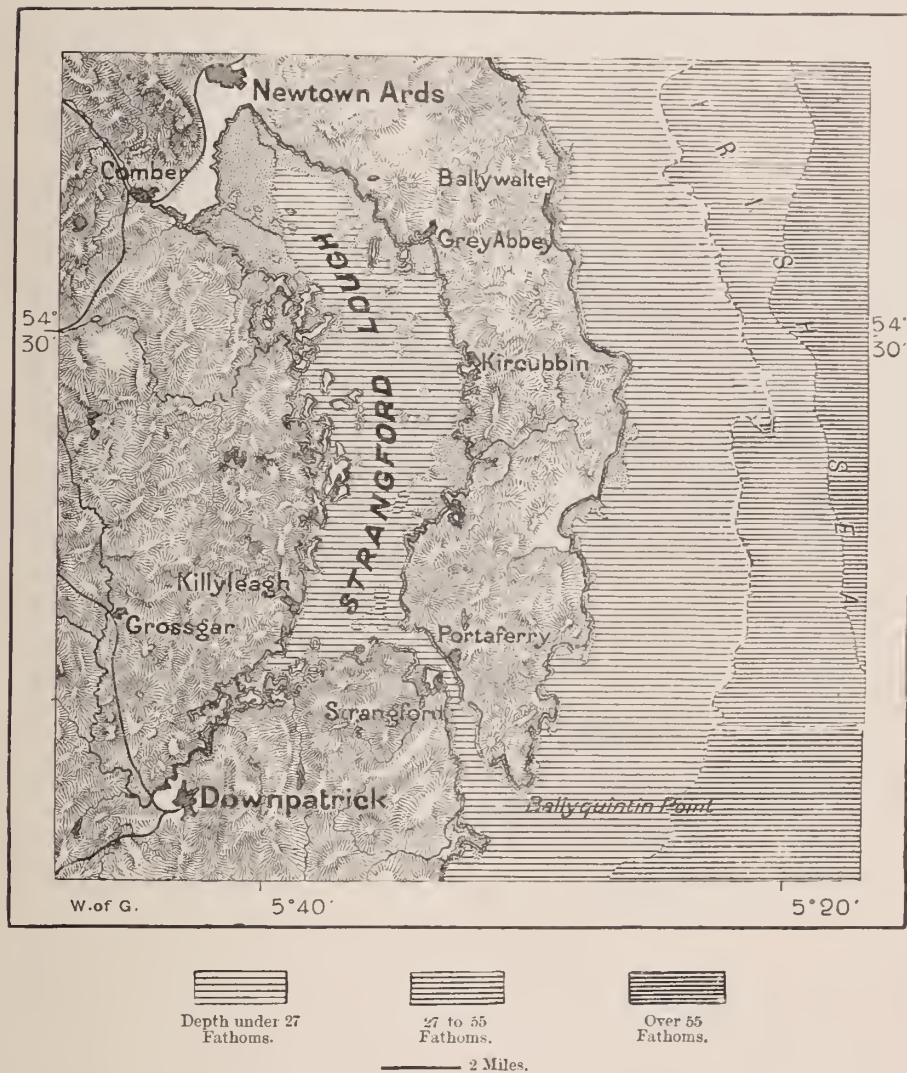 Newtown Ards
Comber
Ballywalter
GreyAbbey
STRANGFORD LOUGH
IRISH SEA
54°
30′
54°
30′
Kircubbin
Killyleagh
Crossgar
Portaferry
Strangford
Downpatrick
Ballyquintin Point
W. of G.
5°40′
5°20′
Depth under 27
Fathoms.
27 to 55
Fathoms.
Over 55
Fathoms.
2 Miles.